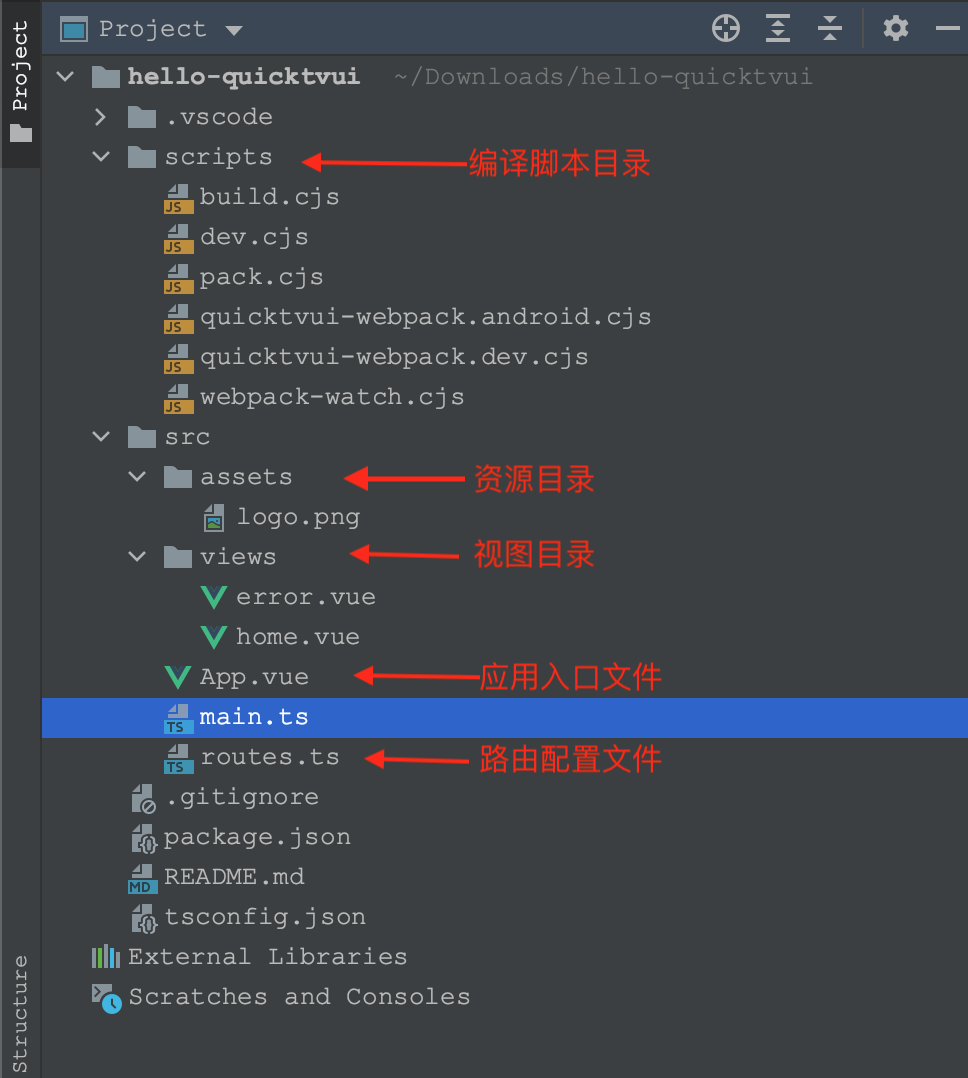 Project
Project
hello-quicktvui ~/Downloads/hello-quicktvui
.vscode
scripts 编译脚本目录
JS build.cjs
JS dev.cjs
JS pack.cjs
JS quicktvui-webpack.android.cjs
JS quicktvui-webpack.dev.cjs
JS webpack-watch.cjs
src
assets 资源目录
logo.png
views 视图目录
error.vue
home.vue
App.vue 应用入口文件
TS main.ts
TS routes.ts 路由配置文件
.gitignore
package.json
MD README.md
tsconfig.json
External Libraries
Scratches and Consoles
Structure